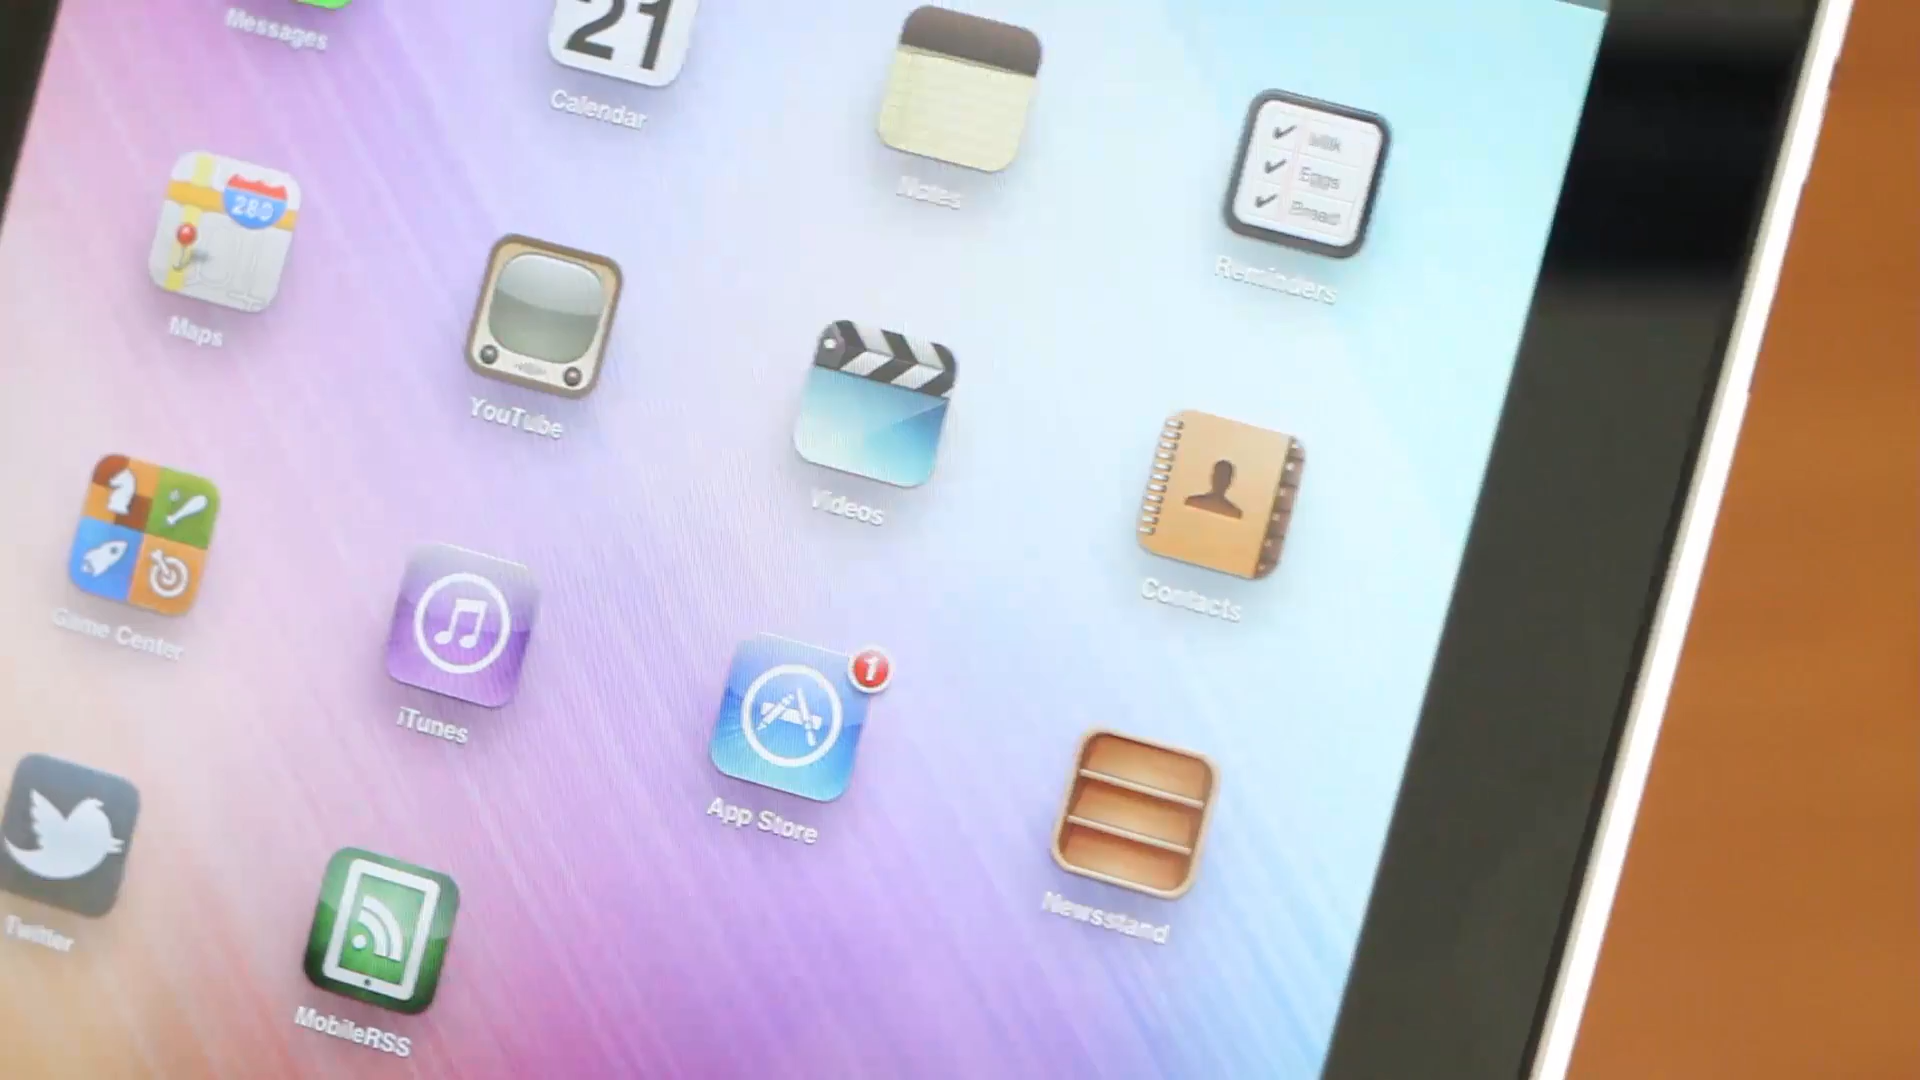 Messages
21
Calendar
Notes
Milk
Eggs
Bread
Reminders
280
Maps
YouTube
Videos
Contacts
Game Center
iTunes
1
App Store
Newsstand
Twitter
MobileRSS